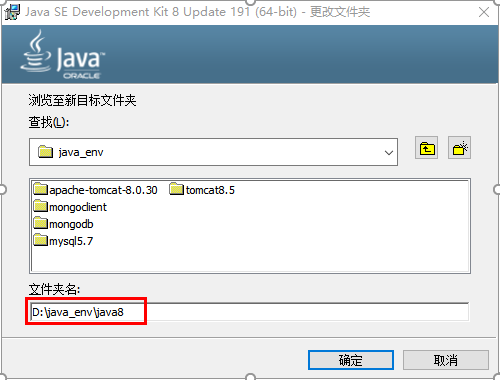 Java SE Development Kit 8 Update 191 (64-bit) - 更改文件夹
Java
ORACLE
浏览至新目标文件夹
查找(L):
java_env
apache-tomcat-8.0.30 tomcat8.5
mongoclient
mongodb
mysql5.7
文件夹名:
D:\java_env\java8
确定 取消